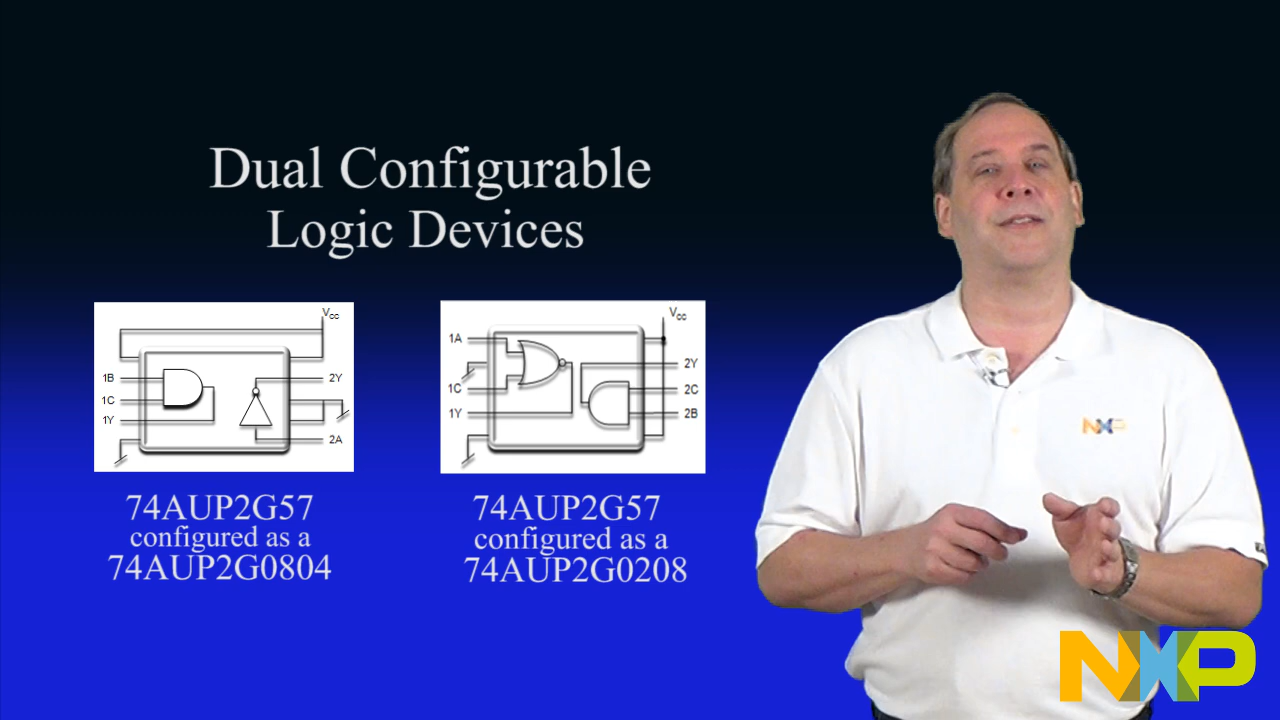 Dual Configurable
Logic Devices
VCC
1B
1C
1Y
2Y
2A
VCC
1A
1C
1Y
2Y
2C
2B
74AUP2G57
configured as a
74AUP2G0804
74AUP2G57
configured as a
74AUP2G0208
NXP
NXP